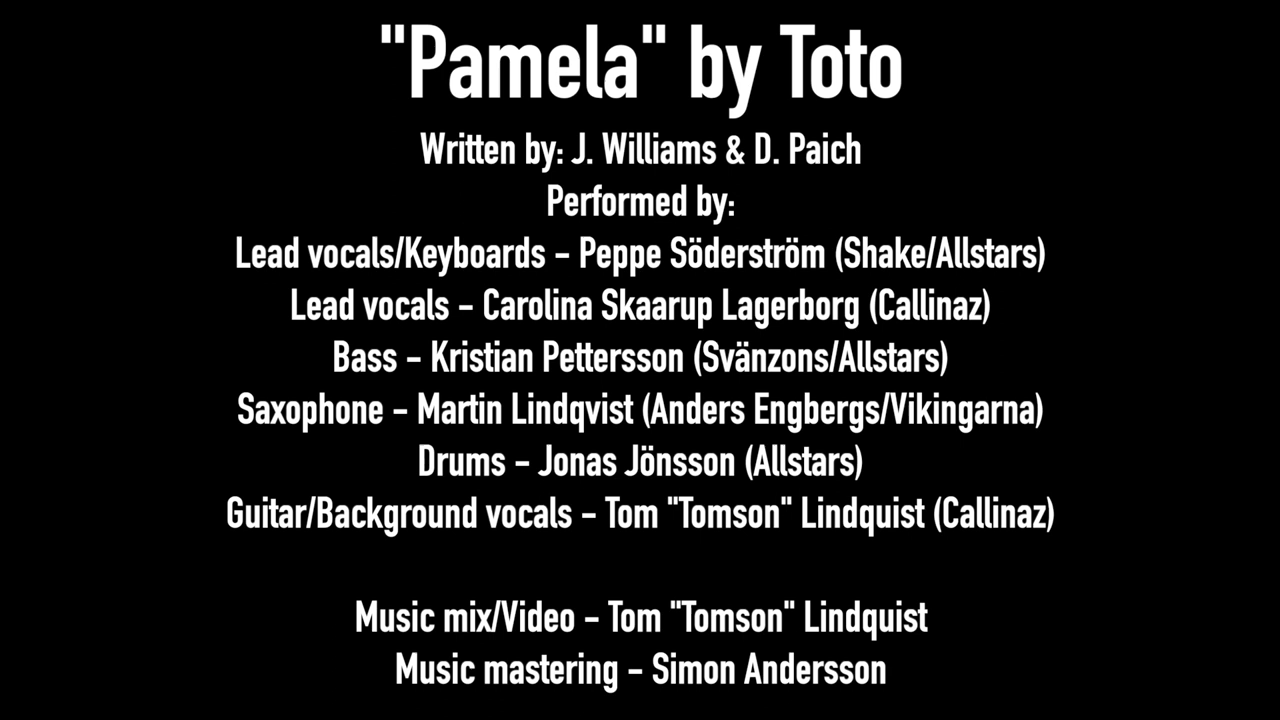 "Pamela" by Toto
Written by: J. Williams & D. Paich
Performed by:
Lead vocals/Keyboards - Peppe Söderström (Shake/Allstars)
Lead vocals - Carolina Skaarup Lagerborg (Callinaz)
Bass - Kristian Pettersson (Svänzons/Allstars)
Saxophone - Martin Lindqvist (Anders Engbergs/Vikingarna)
Drums - Jonas Jönsson (Allstars)
Guitar/Background vocals - Tom "Tomson" Lindquist (Callinaz)
Music mix/Video - Tom "Tomson" Lindquist
Music mastering - Simon Andersson